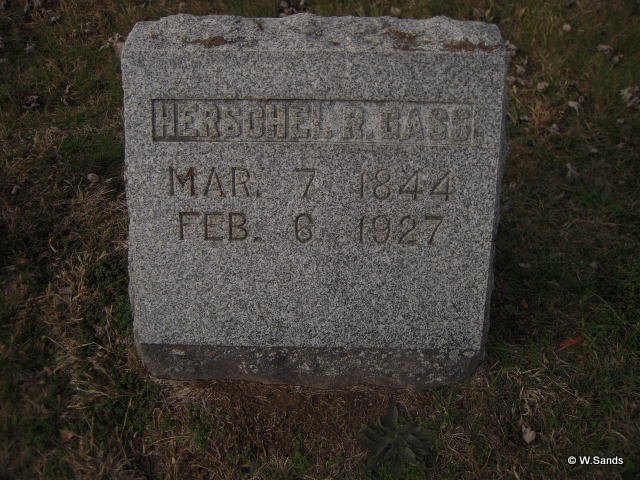 HERSCHEL R. GASS.
MAR. 7 1844
FEB. 6 1927
© W.Sands